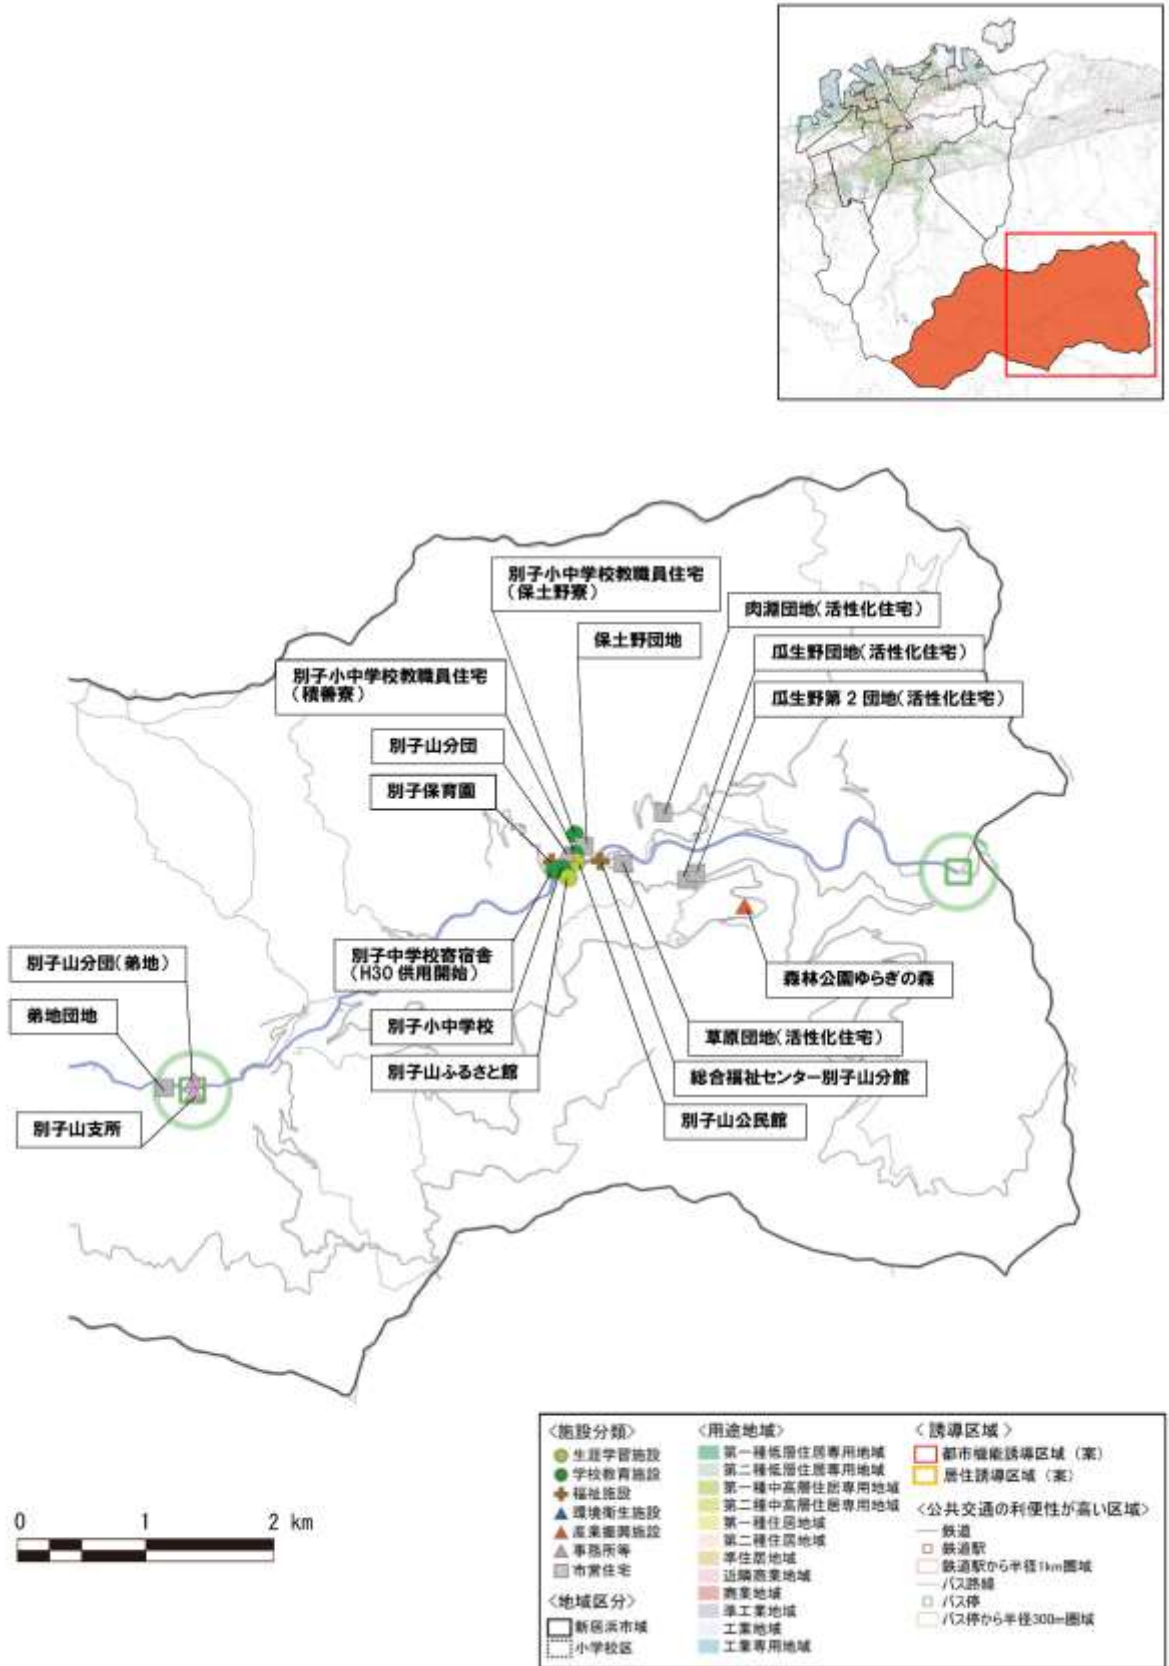 別子小中学校教職員住宅
(保土野寮)
肉淵団地(活性化住宅)
保土野団地
瓜生野団地(活性化住宅)
別子小中学校教職員住宅
(積善寮)
瓜生野第2団地(活性化住宅)
別子山分団
別子保育園
別子山分団(弟地)
別子中学校寄宿舎
(H30供用開始)
森林公園ゆらぎの森
弟地団地
別子小中学校
草原団地(活性化住宅)
別子山ふるさと館
総合福祉センター別子山分館
別子山支所
別子山公民館
0 1 2 km
<施設分類>
生涯学習施設
学校教育施設
福祉施設
環境衛生施設
産業振興施設
事務所等
市営住宅
<地域区分>
新居浜市域
小学校区
<用途地域>
第一種低層住居専用地域
第二種低層住居専用地域
第一種中高層住居専用地域
第二種中高層住居専用地域
第一種住居地域
第二種住居地域
準住居地域
近隣商業地域
商業地域
準工業地域
工業地域
工業専用地域
<誘導区域>
都市機能誘導区域(案)
居住誘導区域(案)
<公共交通の利便性が高い区域>
鉄道
鉄道駅
鉄道駅から半径1km圏域
バス路線
バス停
バス停から半径300m圏域